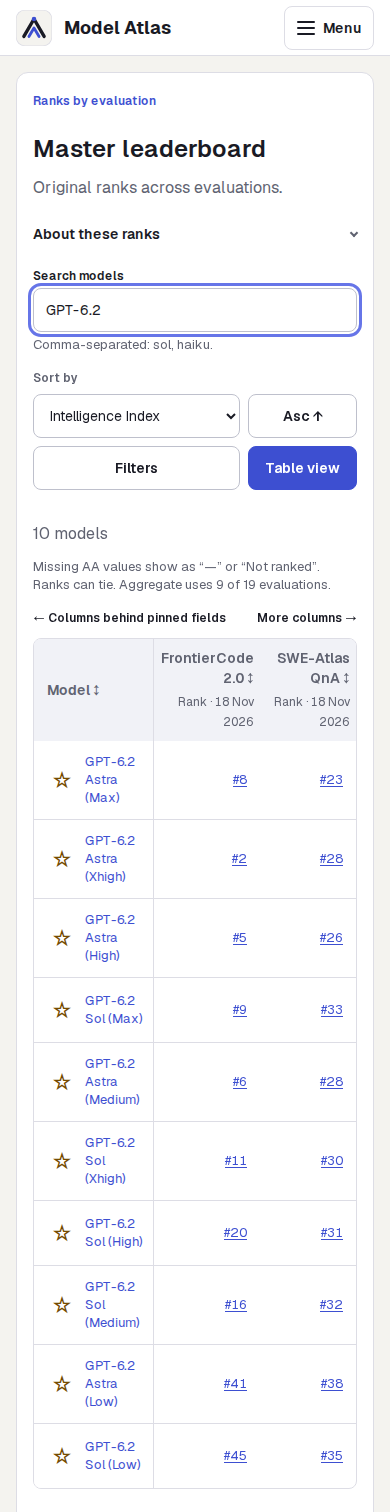 Model Atlas
Menu
Ranks by evaluation
Master leaderboard
Original ranks across evaluations.
About these ranks
Search models
GPT-6.2
Comma-separated: sol, haiku.
Sort by
Intelligence Index
Asc ↑
Filters
Table view
10 models
Missing AA values show as “—” or “Not ranked”.
Ranks can tie. Aggregate uses 9 of 19 evaluations.
← Columns behind pinned fields
More columns →
Model ↕
FrontierCode
2.0 ↕
Rank · 18 Nov
2026
SWE-Atlas
QnA ↕
Rank · 18 Nov
2026
GPT-6.2
Astra
(Max)
#8
#23
GPT-6.2
Astra
(Xhigh)
#2
#28
GPT-6.2
Astra
(High)
#5
#26
GPT-6.2
Sol (Max)
#9
#33
GPT-6.2
Astra
(Medium)
#6
#28
GPT-6.2
Sol
(Xhigh)
#11
#30
GPT-6.2
Sol (High)
#20
#31
GPT-6.2
Sol
(Medium)
#16
#32
GPT-6.2
Astra
(Low)
#41
#38
GPT-6.2
Sol (Low)
#45
#35